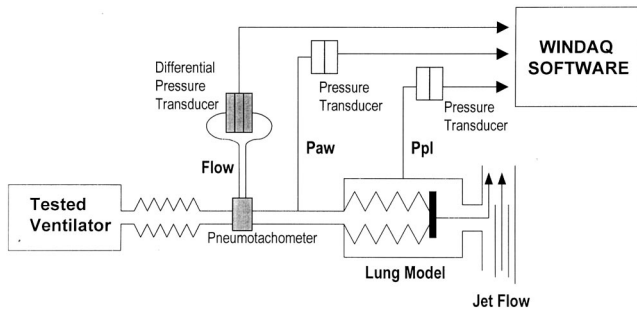 WINDAQ
SOFTWARE
Differential
Pressure
Transducer
Pressure
Transducer
Pressure
Transducer
Flow
Paw
Ppl
Tested
Ventilator
Pneumotachometer
Lung Model
Jet Flow